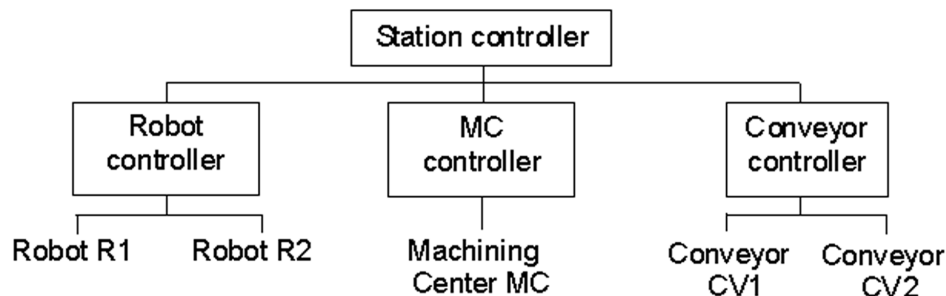 Station controller
Robot
controller
MC
controller
Conveyor
controller
Robot R1
Robot R2
Machining
Center MC
Conveyor
CV1
Conveyor
CV2